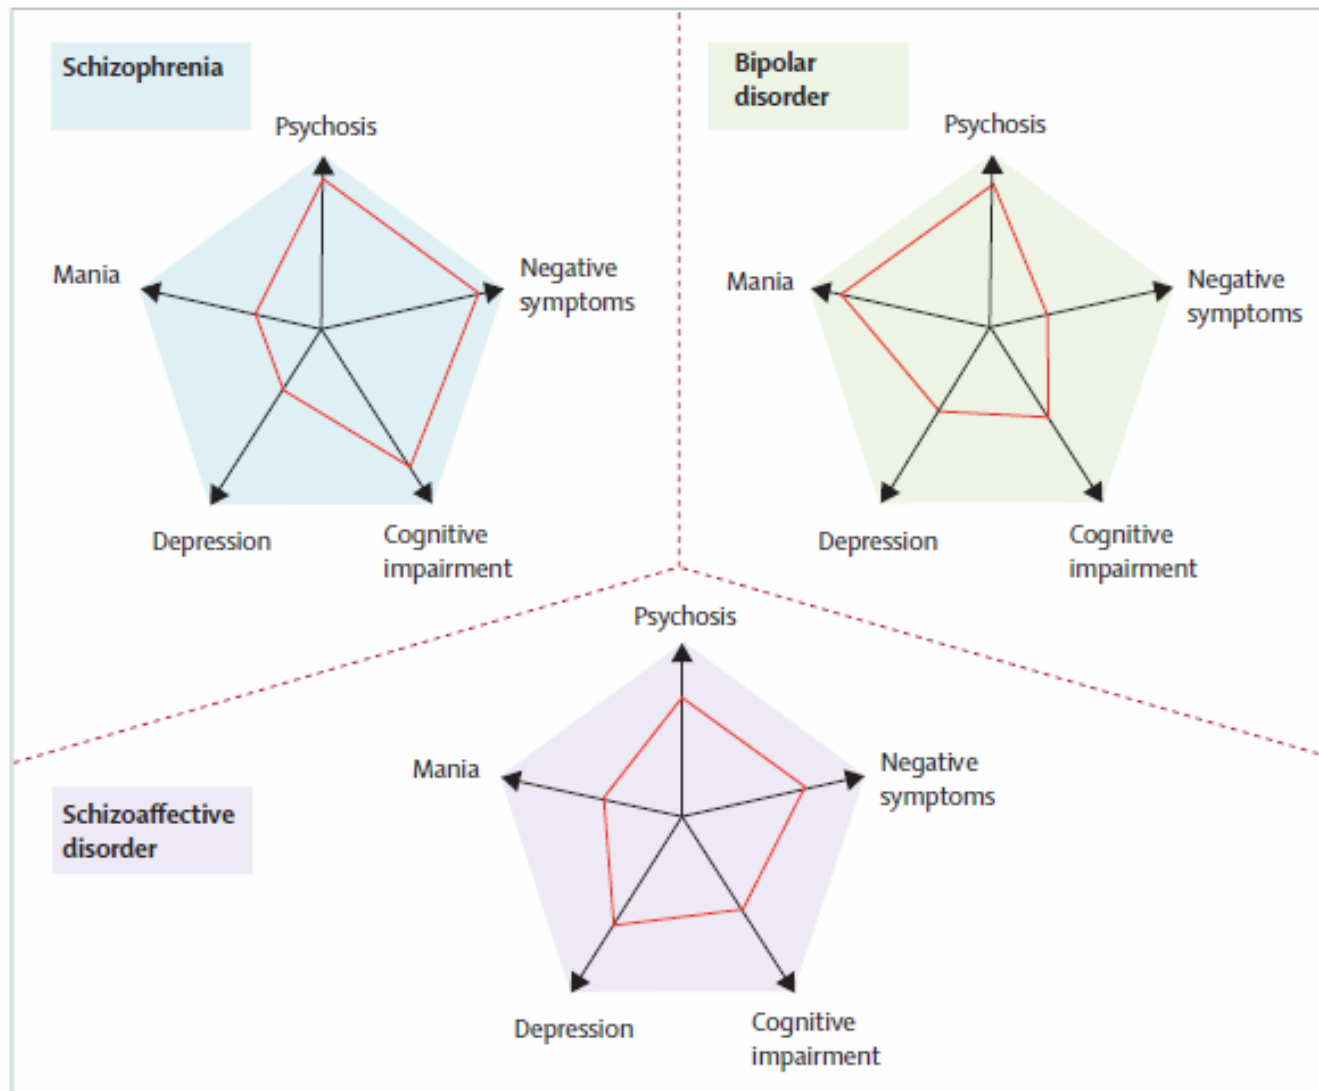 Schizophrenia
Psychosis
Mania
Negative
symptoms
Depression
Cognitive
impairment
Bipolar
disorder
Psychosis
Mania
Negative
symptoms
Depression
Cognitive
impairment
Schizoaffective
disorder
Psychosis
Mania
Negative
symptoms
Depression
Cognitive
impairment